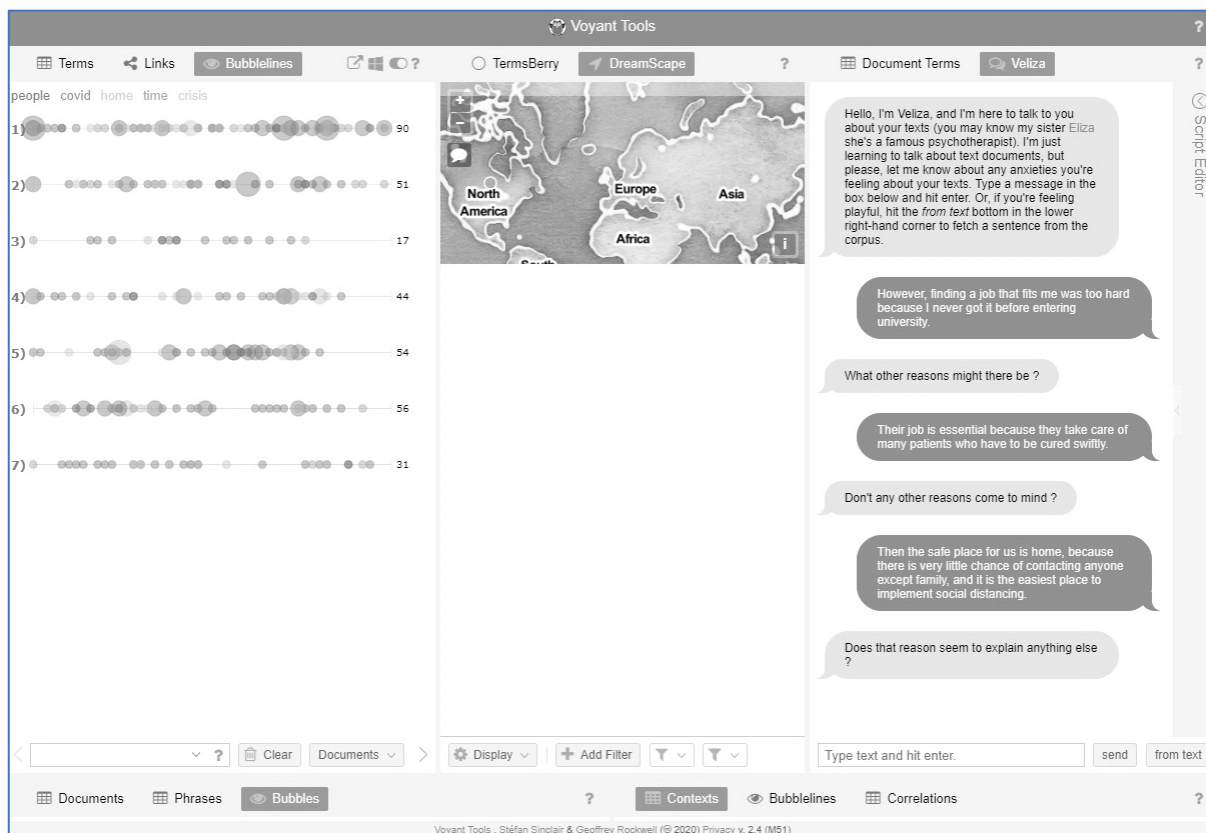 Voyant Tools
?
Terms Links Bubblelines ?
people covid home time crisis
1) 90
2) 51
3) 17
4) 44
5) 54
6) 56
7) 31
? Clear Documents
TermsBerry DreamScape ?
+
−
North
America
Europe
Asia
Africa
South
i
Display Add Filter
Document Terms Veliza ?
Hello, I'm Veliza, and I'm here to talk to you
about your texts (you may know my sister Eliza
she's a famous psychotherapist). I'm just
learning to talk about text documents, but
please, let me know about any anxieties you're
feeling about your texts. Type a message in the
box below and hit enter. Or, if you're feeling
playful, hit the from text bottom in the lower
right-hand corner to fetch a sentence from the
corpus.
However, finding a job that fits me was too hard
because I never got it before entering
university.
What other reasons might there be ?
Their job is essential because they take care of
many patients who have to be cured swiftly.
Don't any other reasons come to mind ?
Then the safe place for us is home, because
there is very little chance of contacting anyone
except family, and it is the easiest place to
implement social distancing.
Does that reason seem to explain anything else
?
Type text and hit enter. send from text
Script Editor
Documents Phrases Bubbles ?
Contexts Bubblelines Correlations ?
Voyant Tools , Stéfan Sinclair & Geoffrey Rockwell (© 2020) Privacy v. 2.4 (M51)